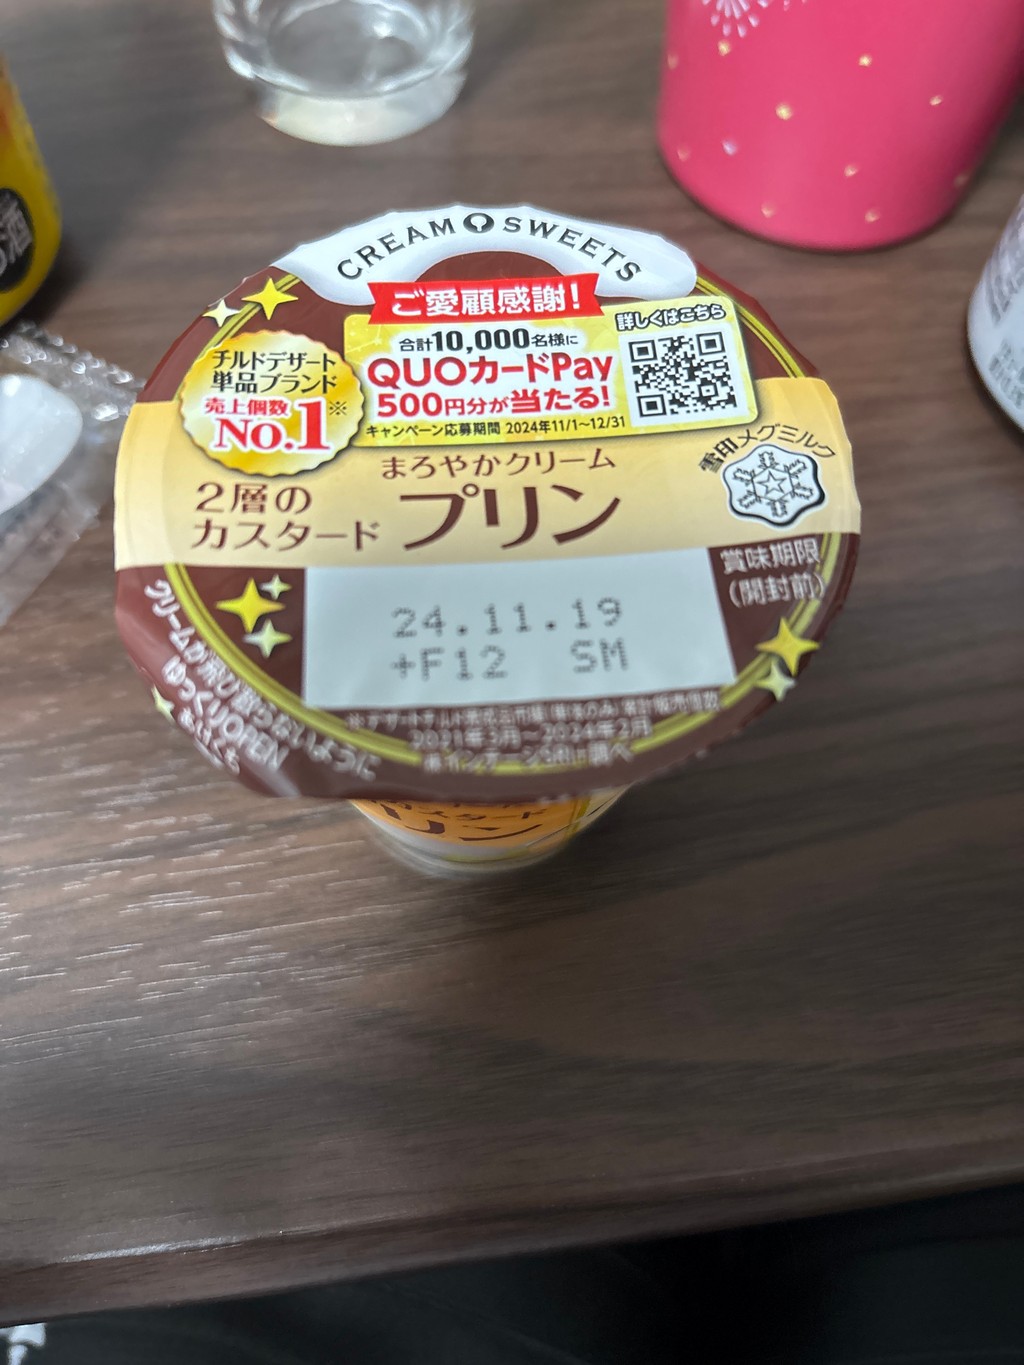 CREAM SWEETS
ご愛顧感謝!
詳しくはこちら
合計10,000名様に
QUOカードPay
500円分が当たる!
キャンペーン応募期間 2024年11/1~12/31
チルドデザート
単品ブランド
売上個数
No.1※
雪印メグミルク
まろやかクリーム
2層の
カスタード
プリン
賞味期限
(開封前)
24.11.19
+F12 SM
クリームが飛び散らないように
ゆっくりOPEN
2021年3月~2024年2月
カスタード
リン
酒